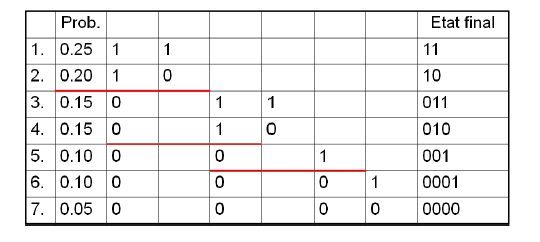 Prob. Etat final
1. 0.25 1 1 11
2. 0.20 1 0 10
3. 0.15 0 1 1 011
4. 0.15 0 1 0 010
5. 0.10 0 0 1 001
6. 0.10 0 0 0 1 0001
7. 0.05 0 0 0 0 0000